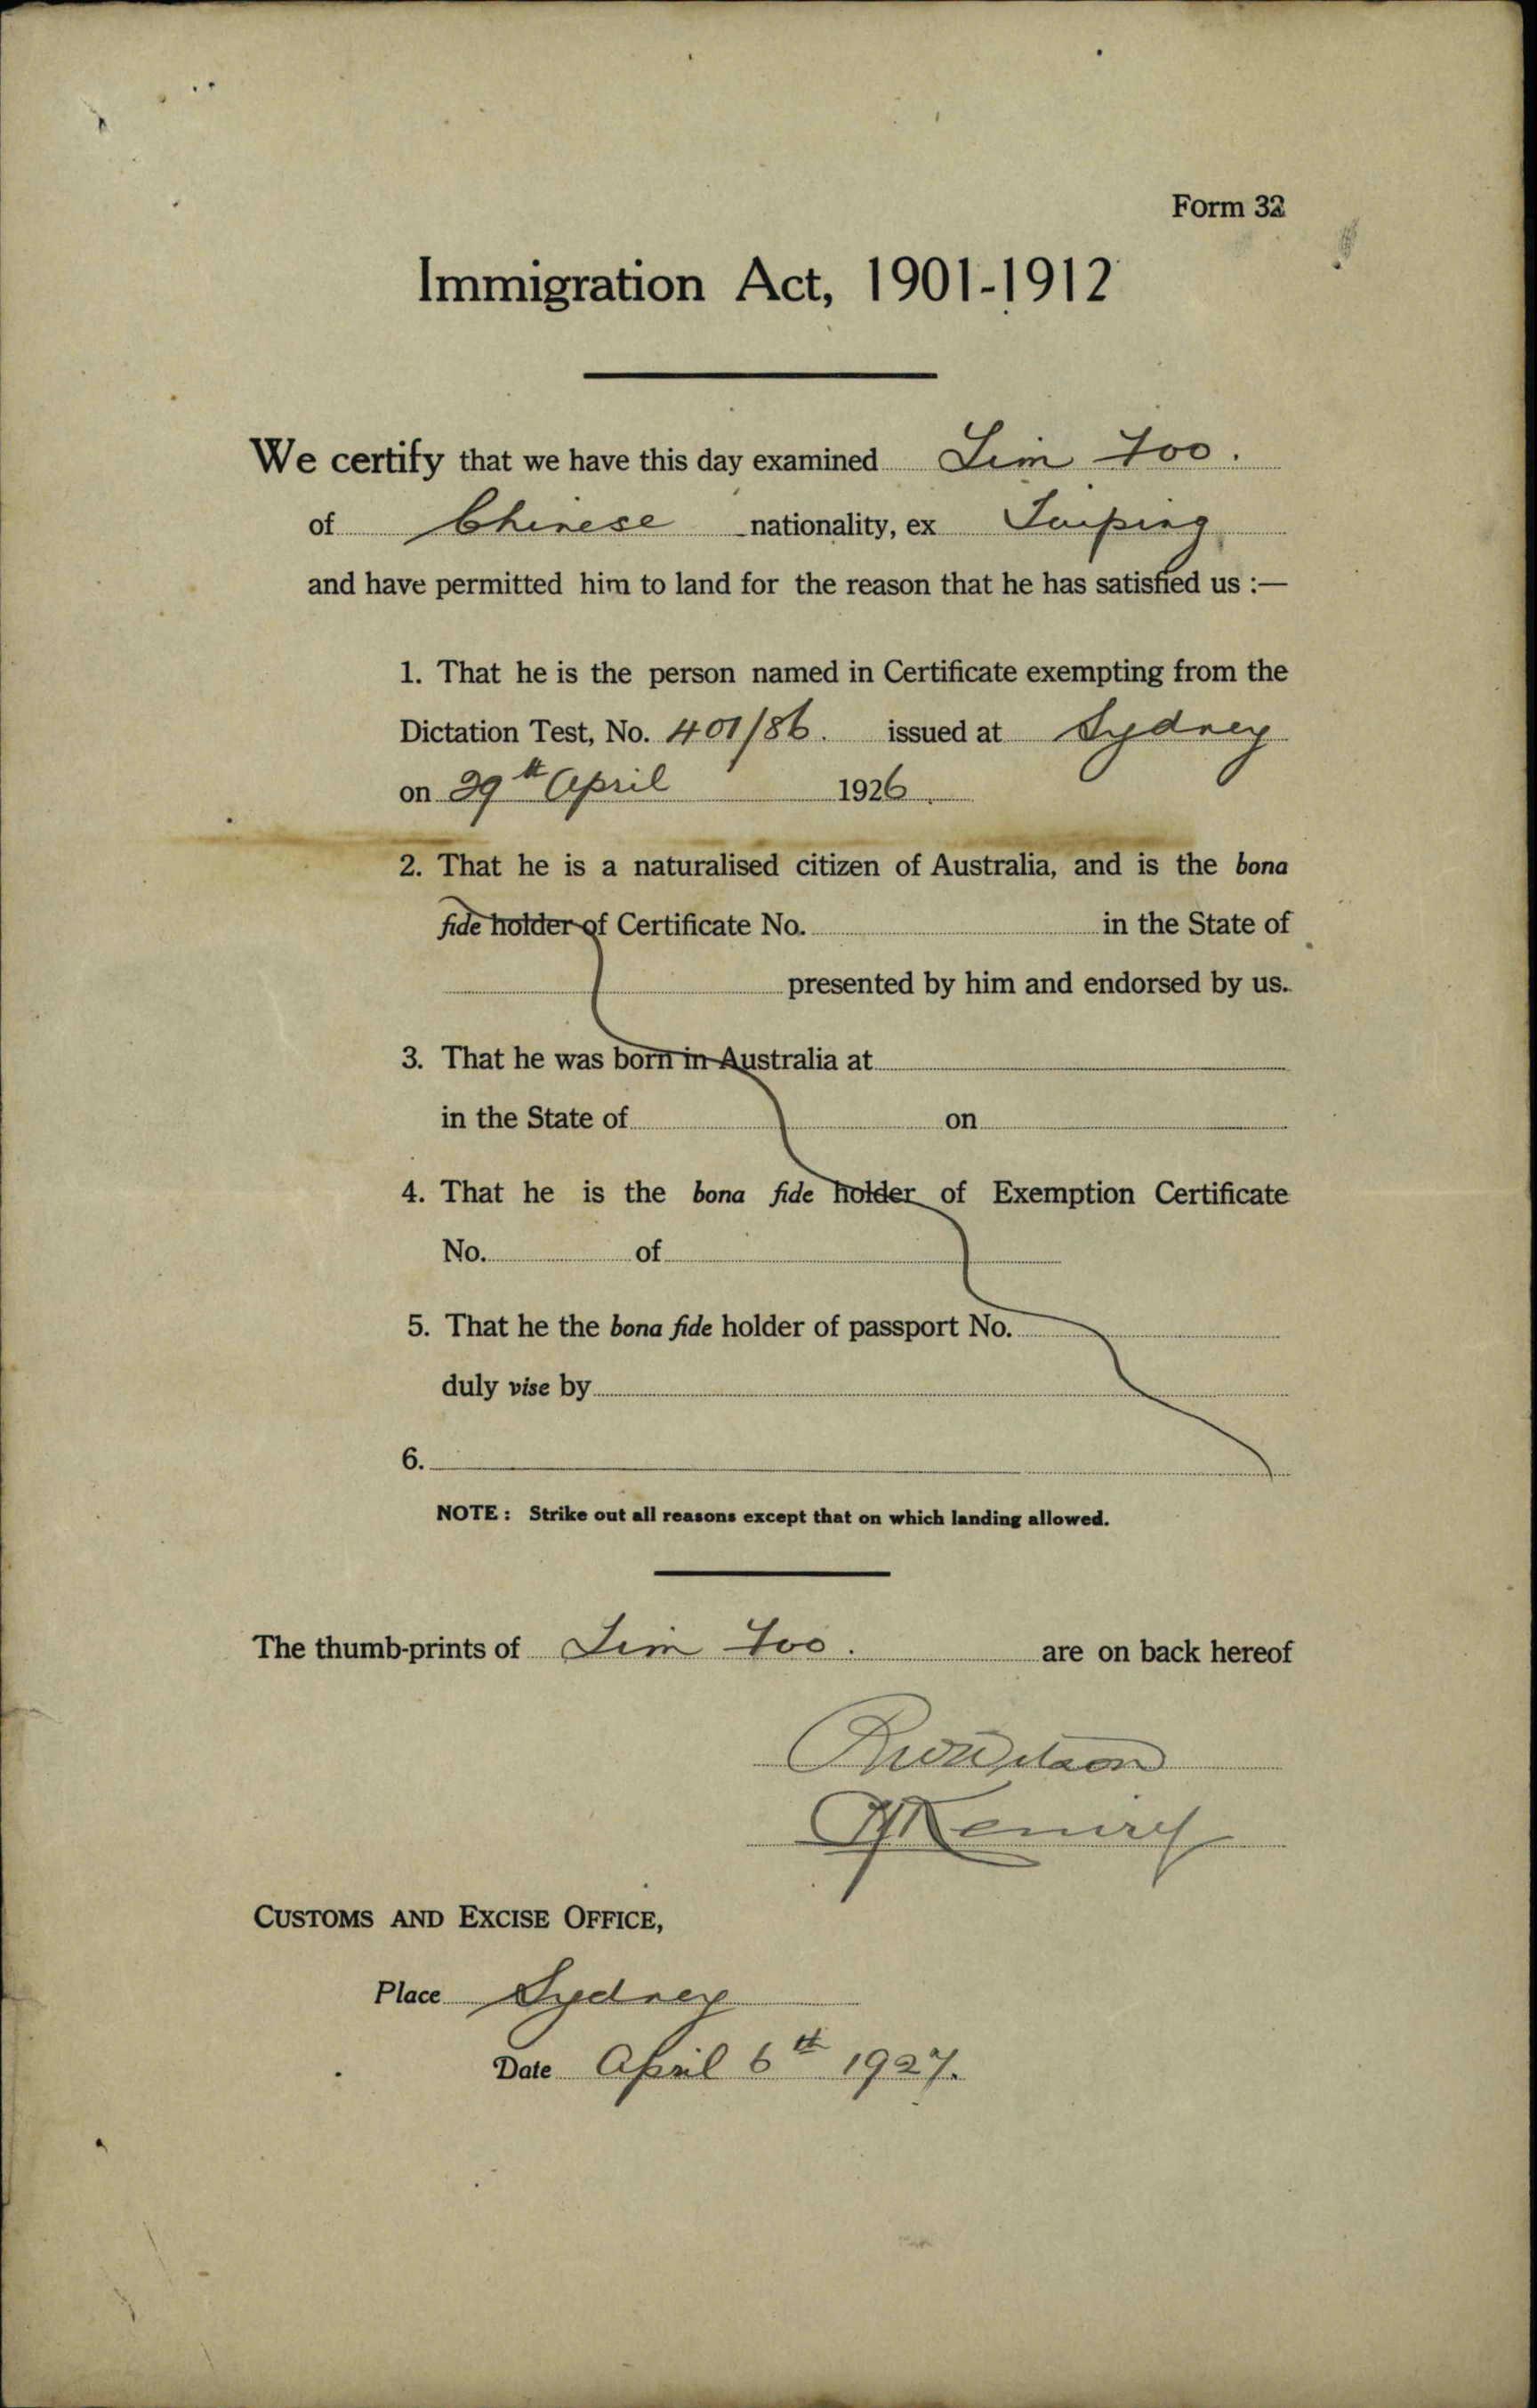 Form 32
Immigration Act, 1901-1912
We certify that we have this day examined Sim Foo.
of Chinese nationality, ex Taiping
and have permitted him to land for the reason that he has satisfied us :—
1. That he is the person named in Certificate exempting from the
Dictation Test, No. 401/86. issued at Sydney
on 29th April 1926
2. That he is a naturalised citizen of Australia, and is the bona
fide holder of Certificate No. in the State of
presented by him and endorsed by us.
3. That he was born in Australia at
in the State of on
4. That he is the bona fide holder of Exemption Certificate
No. of
5. That he the bona fide holder of passport No.
duly vise by
6.
NOTE : Strike out all reasons except that on which landing allowed.
The thumb-prints of Sim Foo. are on back hereof
CUSTOMS AND EXCISE OFFICE,
Place Sydney
Date April 6th 1927.